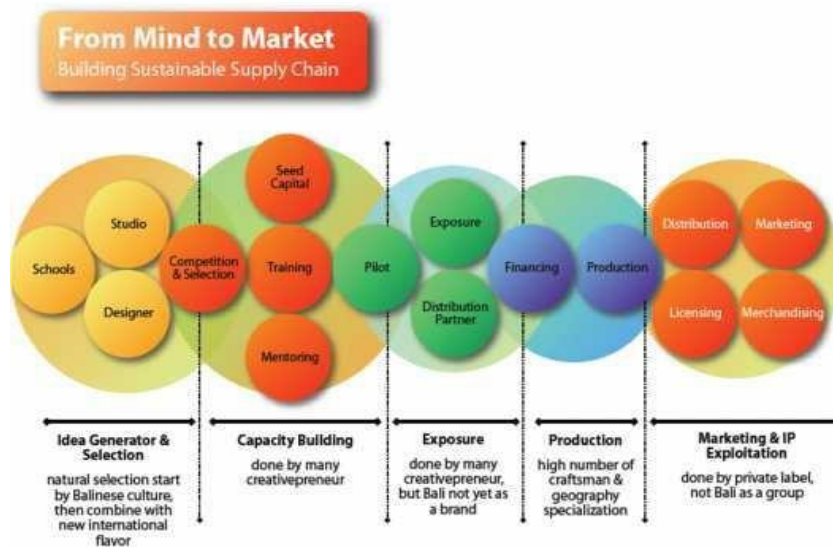 From Mind to Market
Building Sustainable Supply Chain
Seed
Capital
Studio
Exposure
Distribution
Marketing
Schools
Competition
& Selection
Training
Pilot
Financing
Production
Designer
Distribution
Partner
Licensing
Merchandising
Mentoring
Idea Generator &
Selection
natural selection start
by Balinese culture,
then combine with
new international
flavor
Capacity Building
done by many
creativepreneur
Exposure
done by many
creativepreneur,
but Bali not yet as
a brand
Production
high number of
craftsman &
geography
specialization
Marketing & IP
Exploitation
done by private label,
not Bali as a group